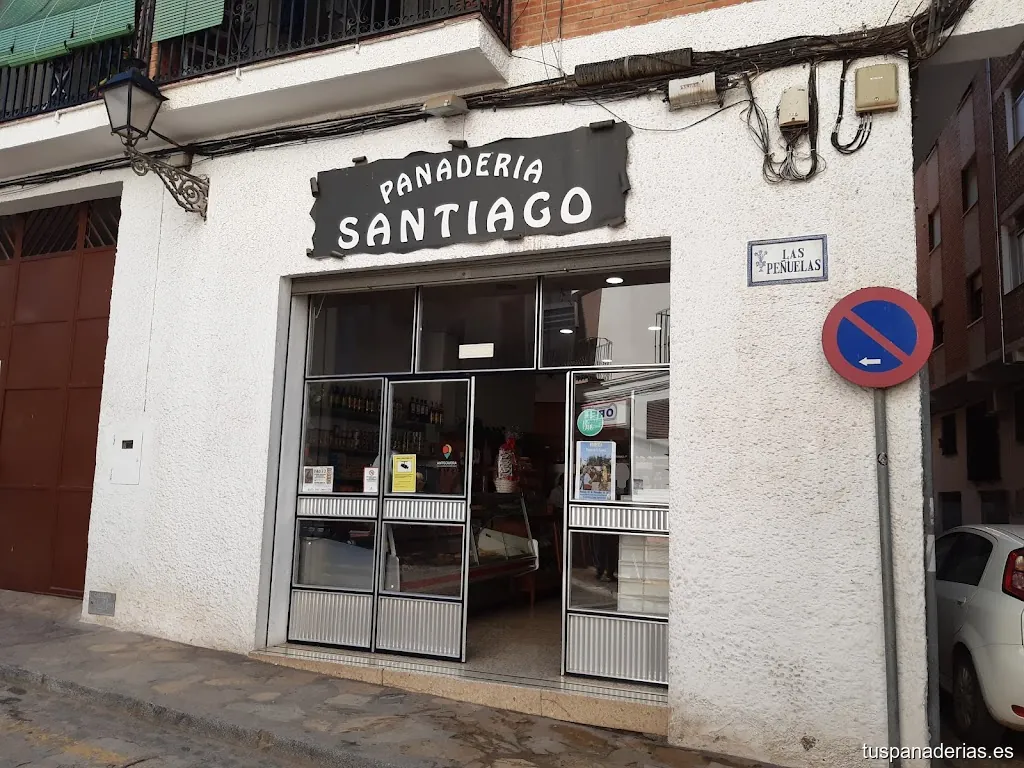 PANADERIA
SANTIAGO
LAS
PEÑUELAS
tuspanaderias.es